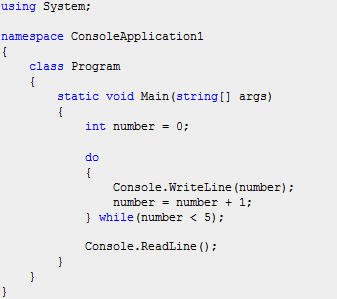 using System;

namespace ConsoleApplication1
{
    class Program
    {
        static void Main(string[] args)
        {
            int number = 0;

            do
            {
                Console.WriteLine(number);
                number = number + 1;
            } while(number < 5);

            Console.ReadLine();
        }
    }
}